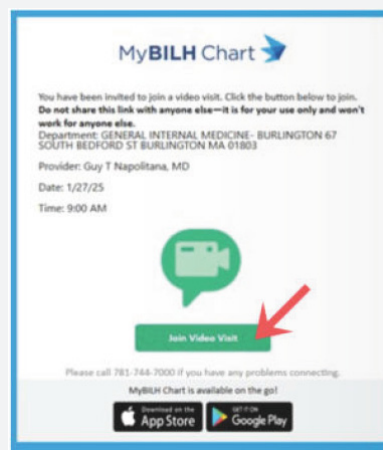 MyBILH Chart
You have been invited to join a video visit. Click the button below to join.
Do not share this link with anyone else—it is for your use only and won't
work for anyone else.
Department: GENERAL INTERNAL MEDICINE- BURLINGTON 67
SOUTH BEDFORD ST BURLINGTON MA 01803
Provider: Guy T Napolitana, MD
Date: 1/27/25
Time: 9:00 AM
Join Video Visit
Please call 781-744-7000 if you have any problems connecting.
MyBILH Chart is available on the go!
Download on the
App Store
GET IT ON
Google Play